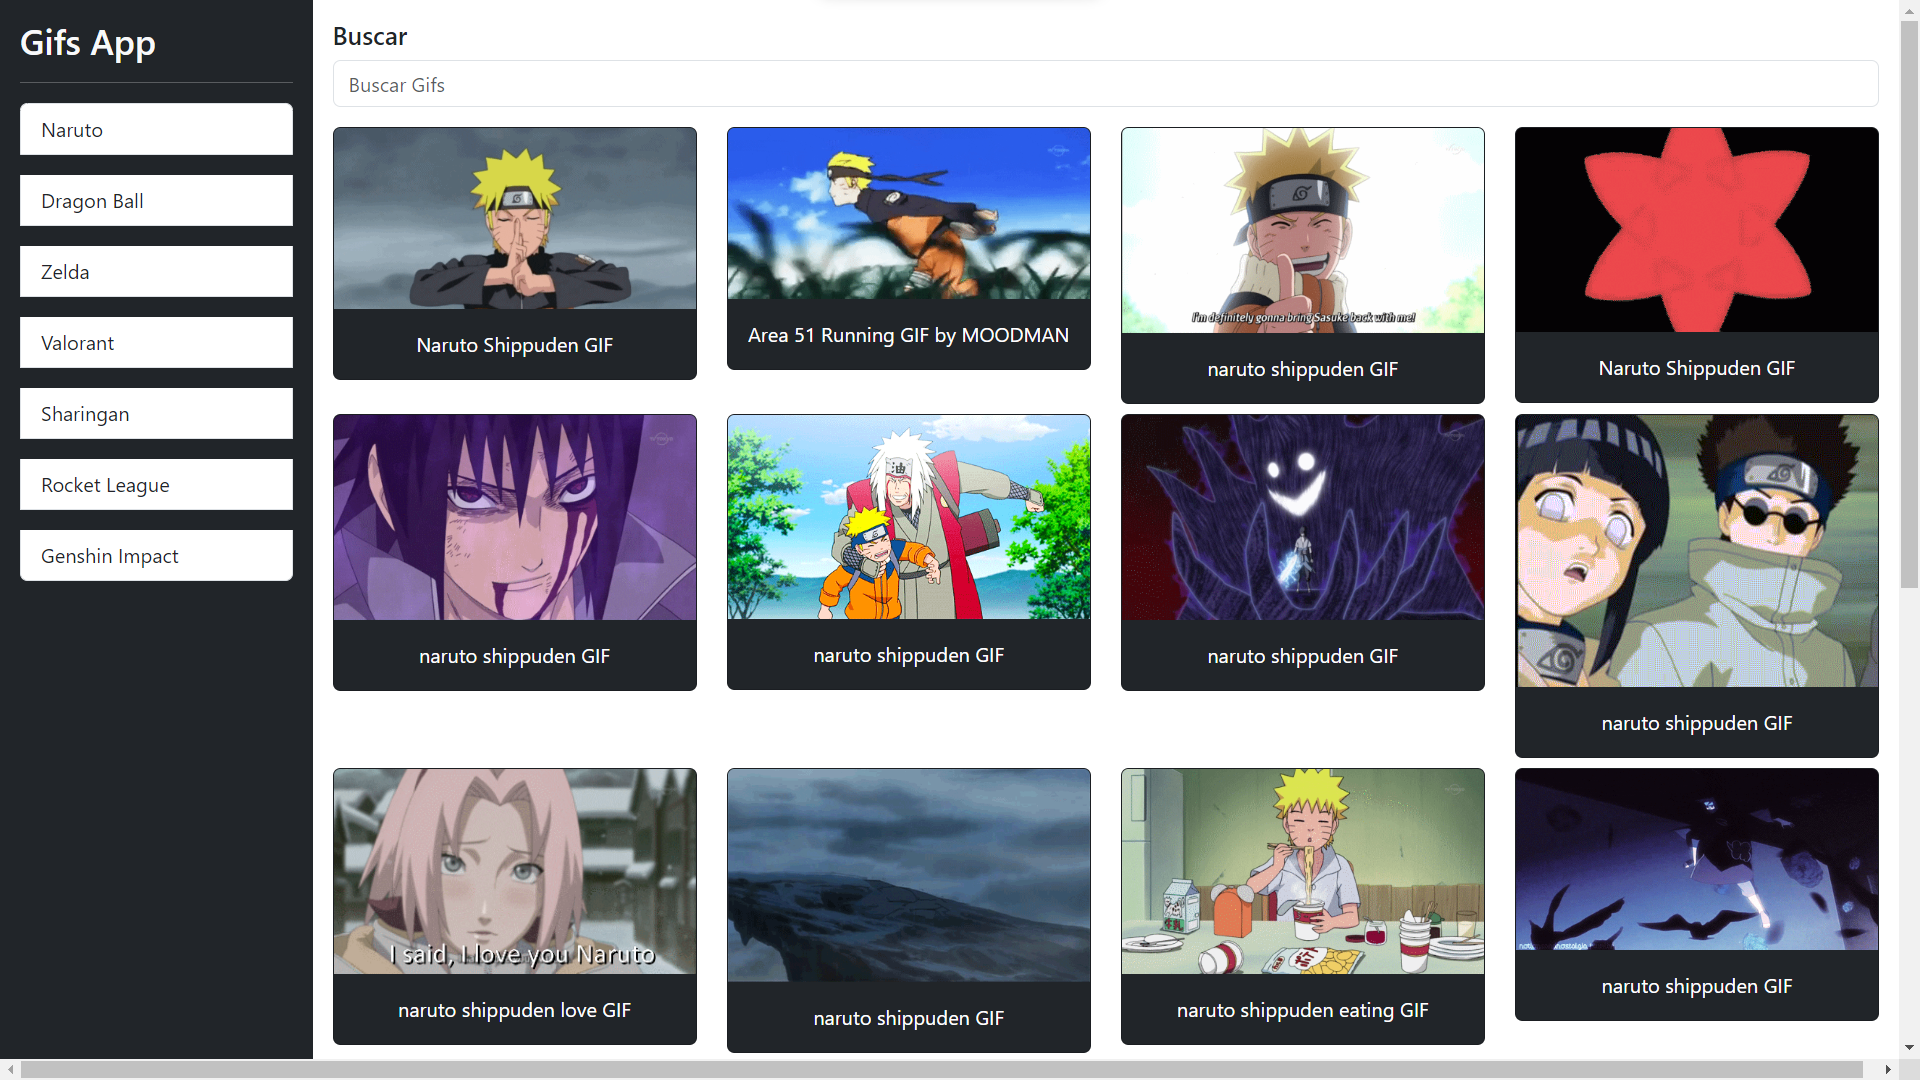 Gifs App
Naruto
Dragon Ball
Zelda
Valorant
Sharingan
Rocket League
Genshin Impact
Buscar
Buscar Gifs
I'm definitely gonna bring Sasuke back with me!
Naruto Shippuden GIF
Area 51 Running GIF by MOODMAN
naruto shippuden GIF
Naruto Shippuden GIF
油
naruto shippuden GIF
naruto shippuden GIF
naruto shippuden GIF
naruto shippuden GIF
I said, I love you Naruto
naruto shippuden love GIF
naruto shippuden GIF
naruto shippuden eating GIF
naruto shippuden GIF